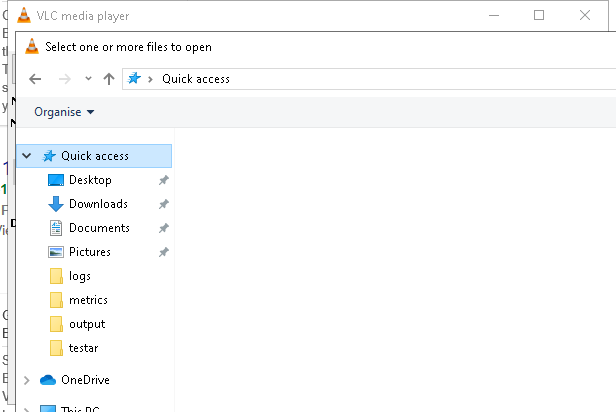 VLC media player
Select one or more files to open
Quick access
Organise
Quick access
Desktop
Downloads
Documents
Pictures
logs
metrics
output
testar
OneDrive
This PC